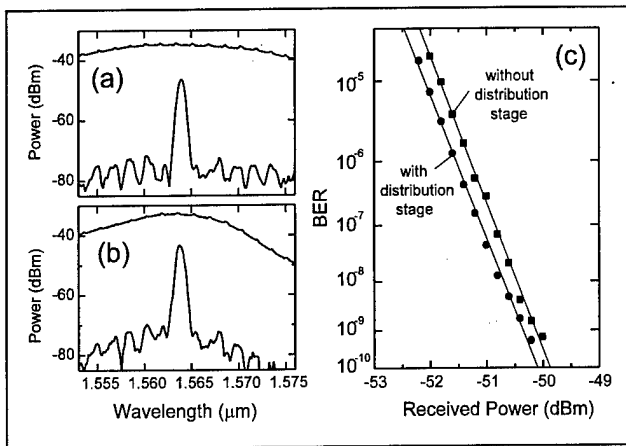 Power (dBm)
-40
-60
-80
(a)
Power (dBm)
-40
-60
-80
(b)
1.555 1.560 1.565 1.570 1.576
Wavelength (μm)
BER
10-5
10-6
10-7
10-8
10-9
10-10
(c)
without
distribution
stage
with
distribution
stage
-53 -52 -51 -50 -49
Received Power (dBm)